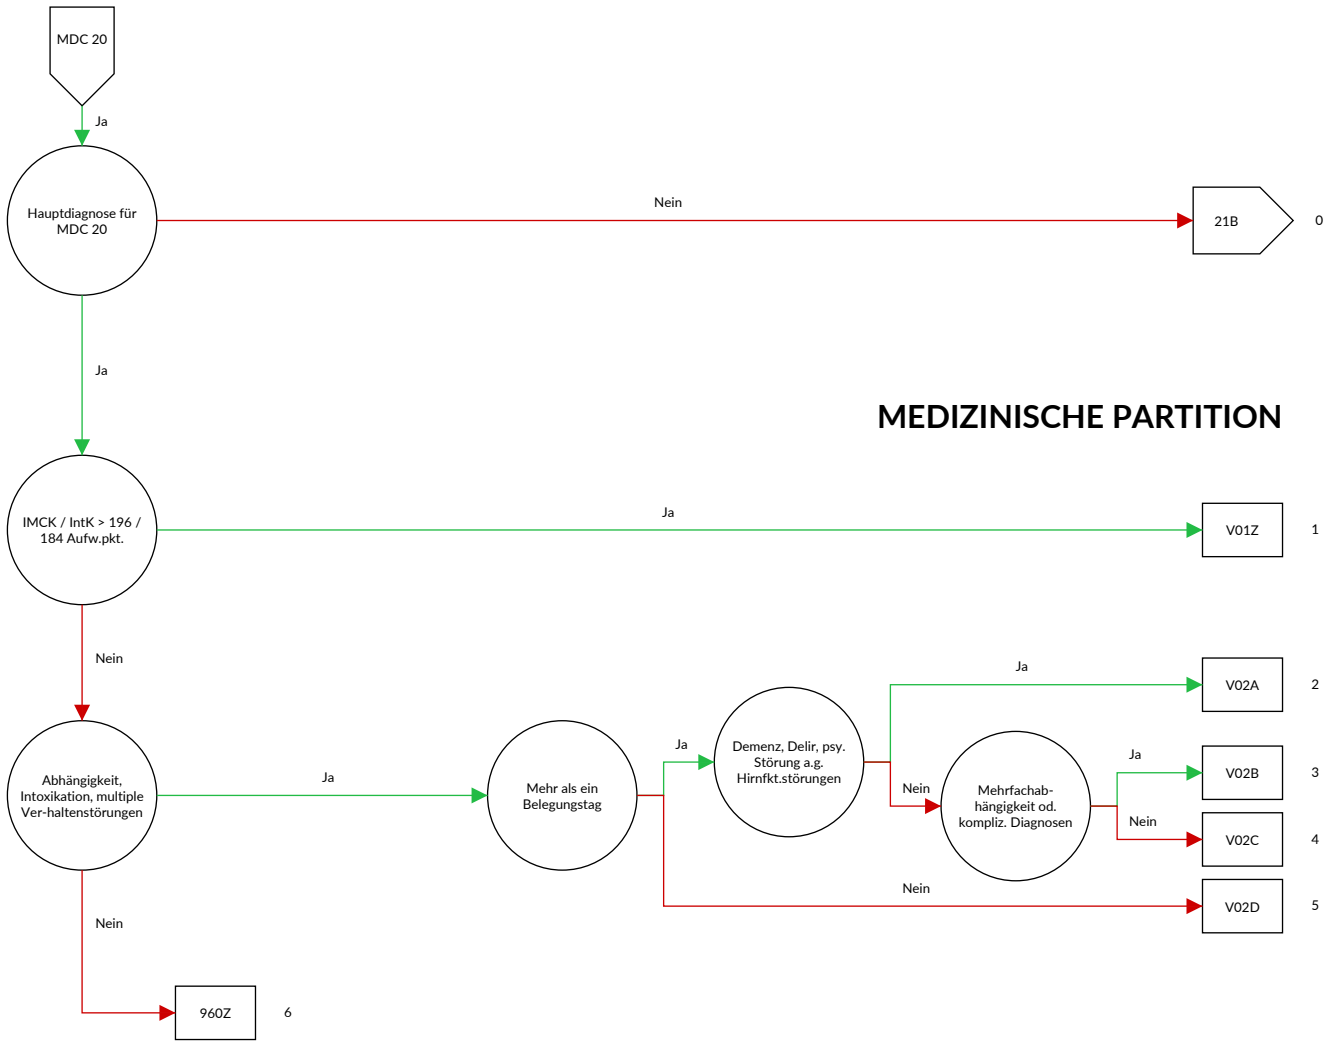 MDC 20
Ja
Hauptdiagnose für
MDC 20
Nein
21B
0
Ja
MEDIZINISCHE PARTITION
IMCK / IntK > 196 /
184 Aufw.pkt.
Ja
V01Z
1
Nein
Abhängigkeit,
Intoxikation, multiple
Ver-haltenstörungen
Ja
Mehr als ein
Belegungstag
Ja
Demenz, Delir, psy.
Störung a.g.
Hirnfkt.störungen
Ja
V02A
2
Nein
Mehrfachab-
hängigkeit od.
kompliz. Diagnosen
Ja
V02B
3
Nein
V02C
4
Nein
V02D
5
Nein
960Z
6